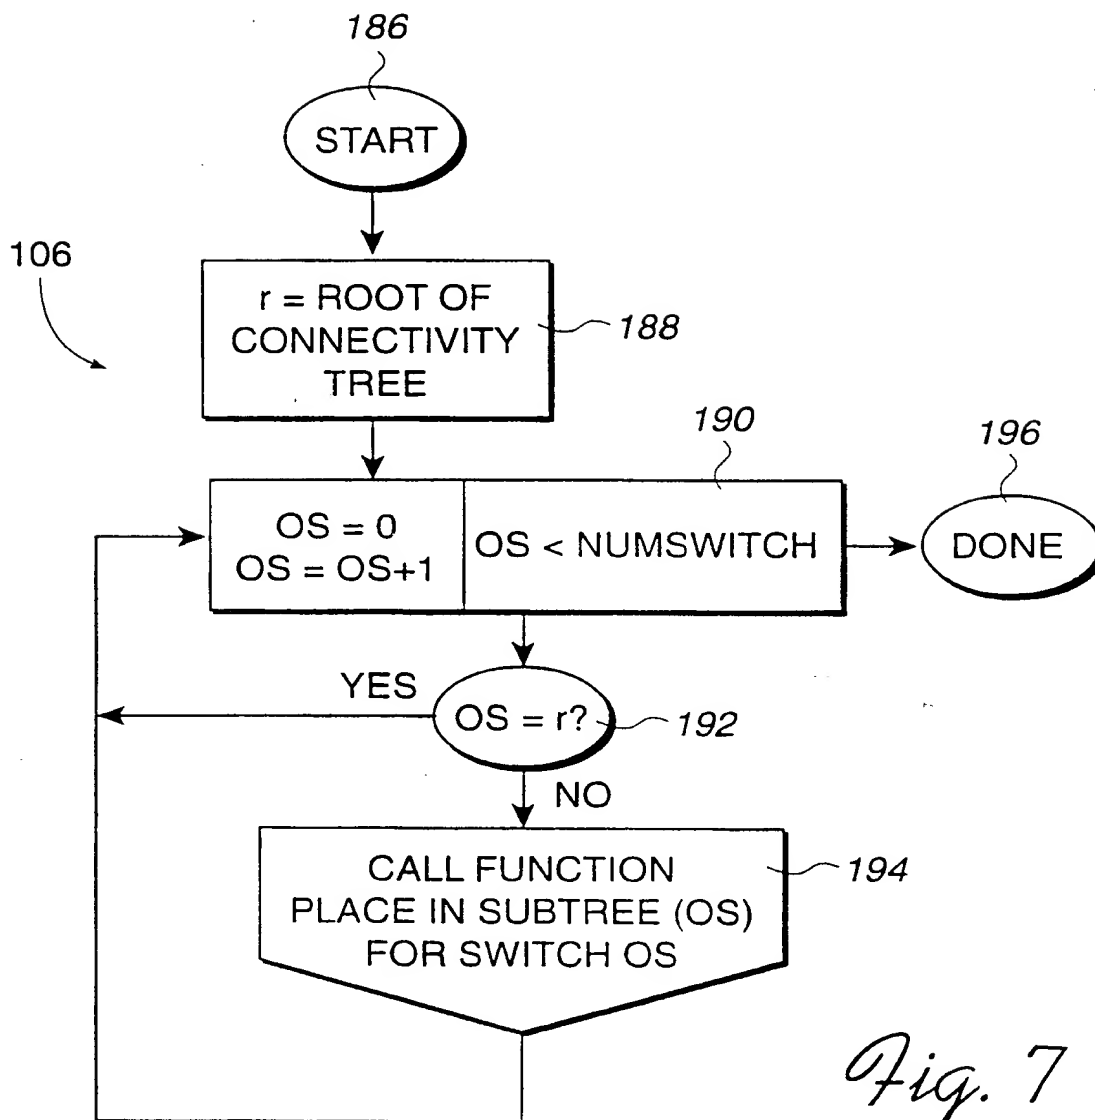 186
START
106
r = ROOT OF
CONNECTIVITY
TREE
188
190
196
OS = 0
OS = OS+1
OS < NUMSWITCH
DONE
YES
OS = r?
192
NO
CALL FUNCTION
PLACE IN SUBTREE (OS)
FOR SWITCH OS
194
Fig. 7